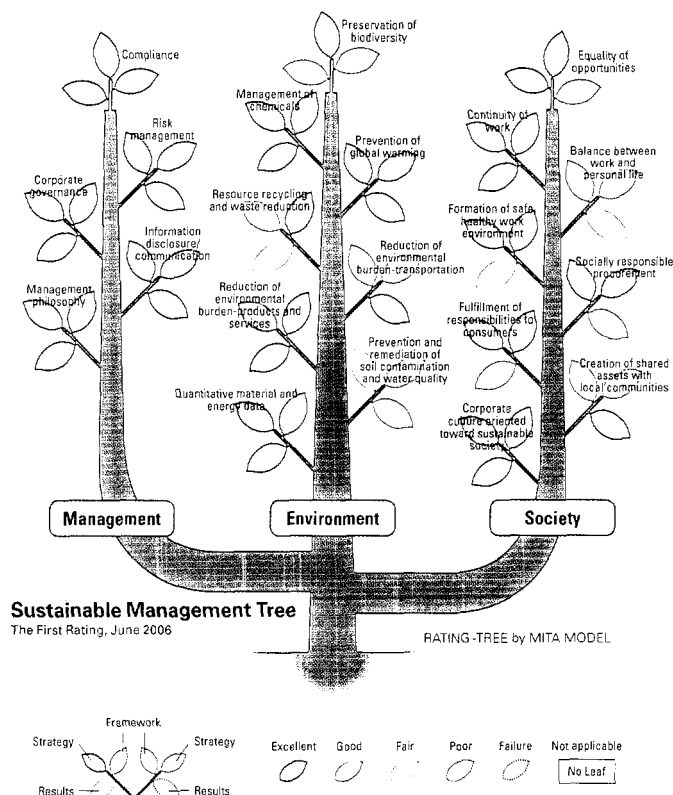 Preservation of
biodiversity
Compliance
Equality of
opportunities
Management of
chemicals
Risk
management
Continuity of
work
Prevention of
global warming
Balance between
work and
personal life
Corporate
governance
Resource recycling
and waste reduction
Formation of safe,
healthy work
environment
Information
disclosure/
communication
Reduction of
environmental
burden-transportation
Socially responsible
procurement
Management
philosophy
Reduction of
environmental
burden-products and
services
Fulfillment of
responsibilities to
consumers
Prevention and
remediation of
soil contamination
and water quality
Creation of shared
assets with
local communities
Quantitative material and
energy data
Corporate
culture oriented
toward sustainable
society
Management
Environment
Society
Sustainable Management Tree
The First Rating, June 2006
RATING-TREE by MITA MODEL
Framework
Strategy
Strategy
Results
Results
Excellent Good Fair Poor Failure Not applicable
No Leaf